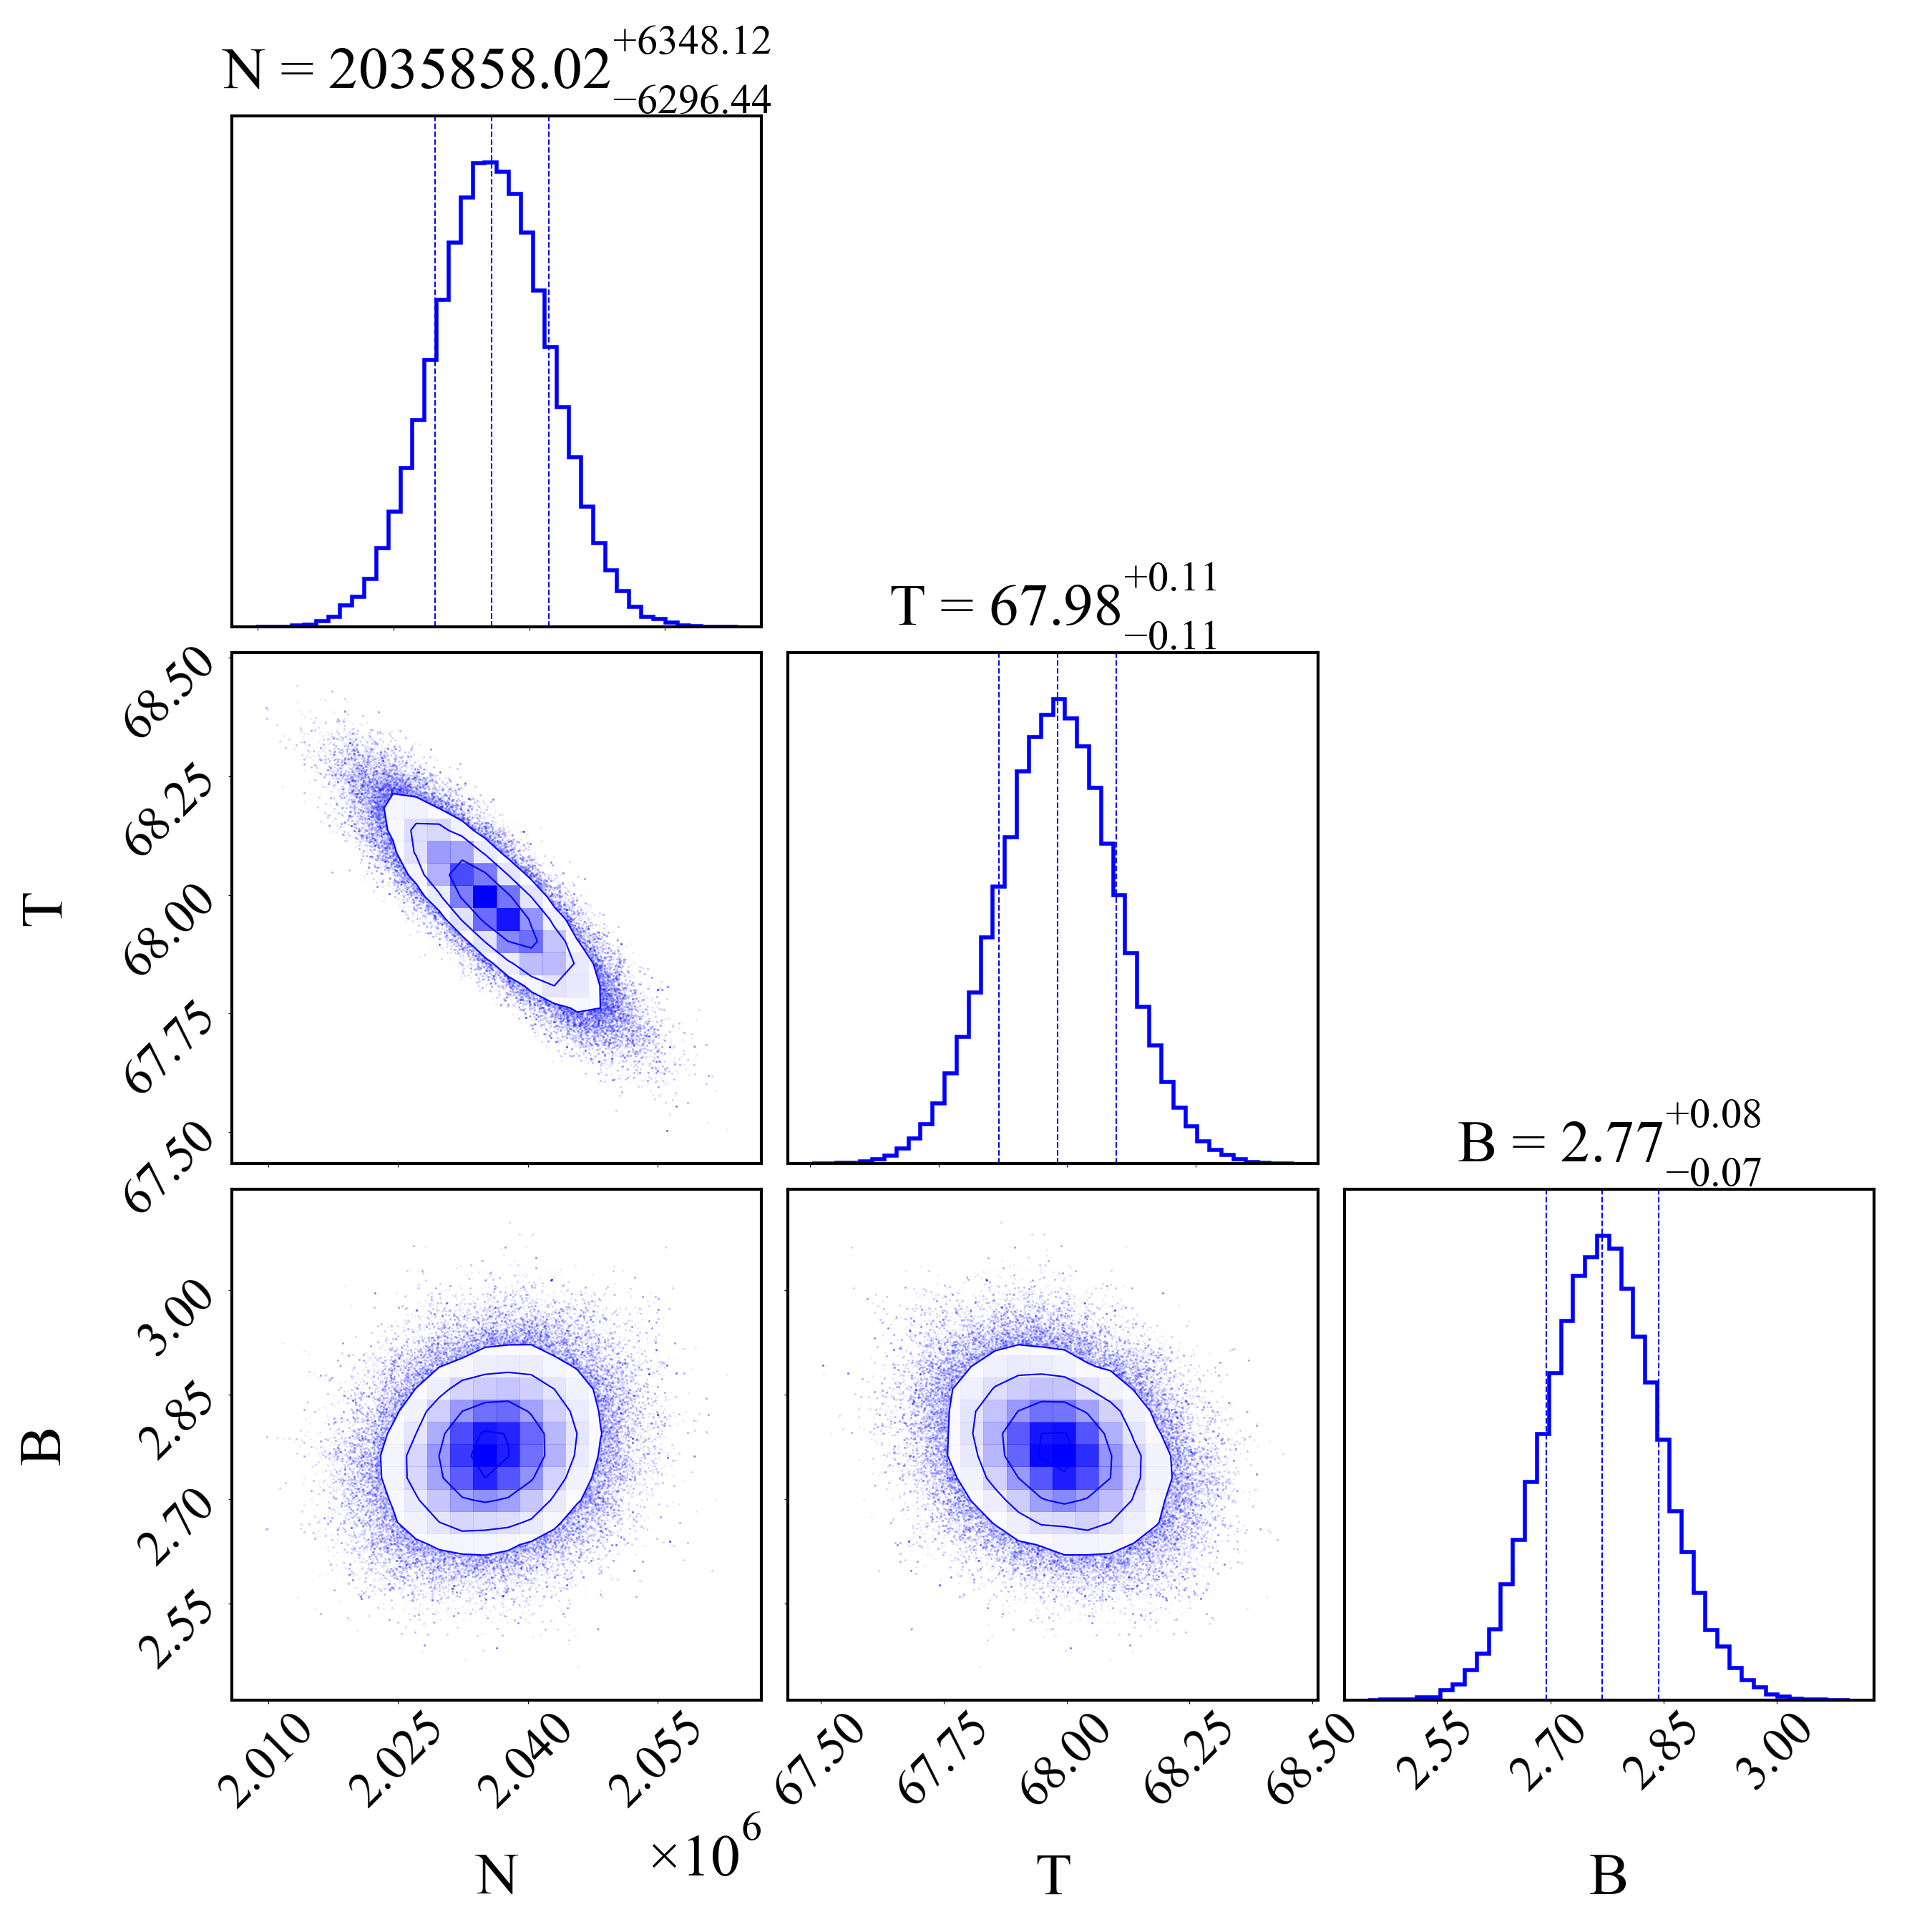 N = 2035858.02 +6348.12 −6296.44
T = 67.98 +0.11 −0.11
B = 2.77 +0.08 −0.07
T
68.50
68.25
68.00
67.75
67.50
B
3.00
2.85
2.70
2.55
2.010 2.025 2.040 2.055
67.50 67.75 68.00 68.25 68.50
2.55 2.70 2.85 3.00
×10⁶
N T B